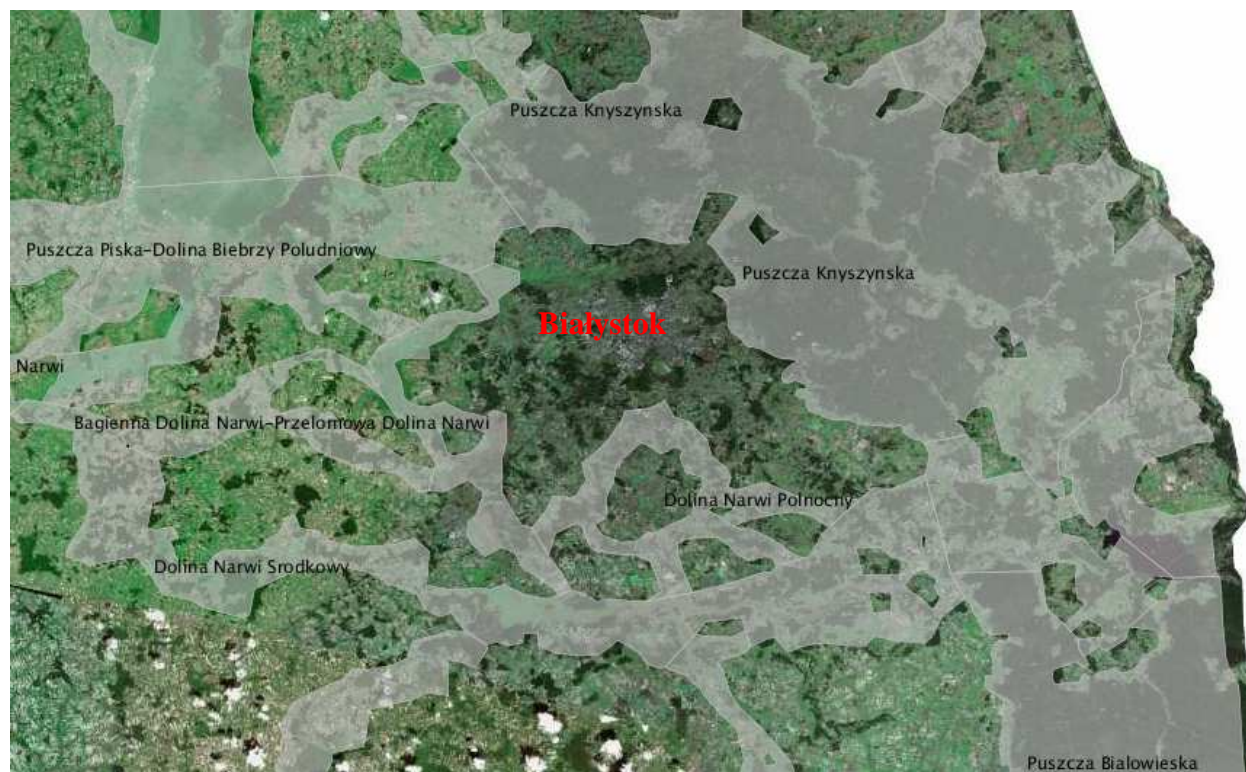 Puszcza Knyszynska
Puszcza Piska-Dolina Biebrzy Poludniowy
Puszcza Knyszynska
Białystok
Narwi
Bagienna Dolina Narwi-Przelomowa Dolina Narwi
Dolina Narwi Polnocny
Dolina Narwi Srodkowy
Puszcza Bialowieska